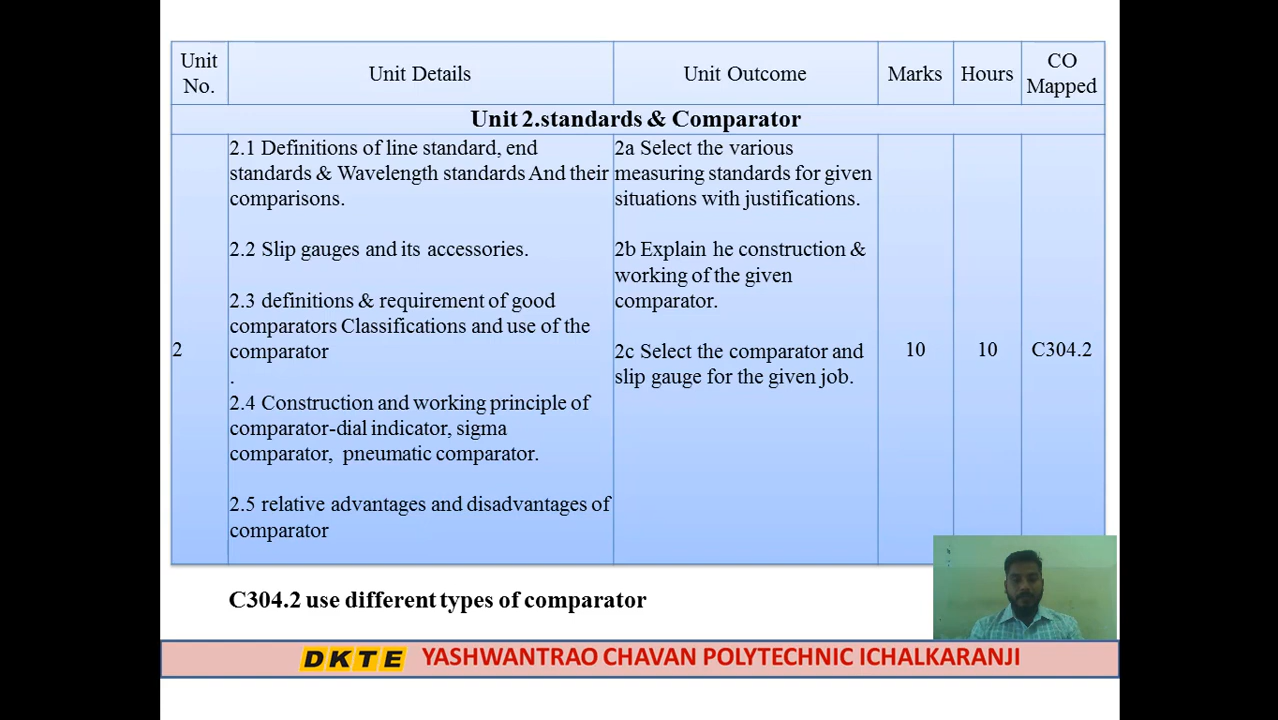 Unit No.
Unit Details
Unit Outcome
Marks
Hours
CO Mapped
Unit 2.standards & Comparator
2
2.1 Definitions of line standard, end
standards & Wavelength standards And their
comparisons.
2.2 Slip gauges and its accessories.
2.3 definitions & requirement of good
comparators Classifications and use of the
comparator
.
2.4 Construction and working principle of
comparator-dial indicator, sigma
comparator, pneumatic comparator.
2.5 relative advantages and disadvantages of
comparator
2a Select the various
measuring standards for given
situations with justifications.
2b Explain he construction &
working of the given
comparator.
2c Select the comparator and
slip gauge for the given job.
10
10
C304.2
C304.2 use different types of comparator
DKTE YASHWANTRAO CHAVAN POLYTECHNIC ICHALKARANJI